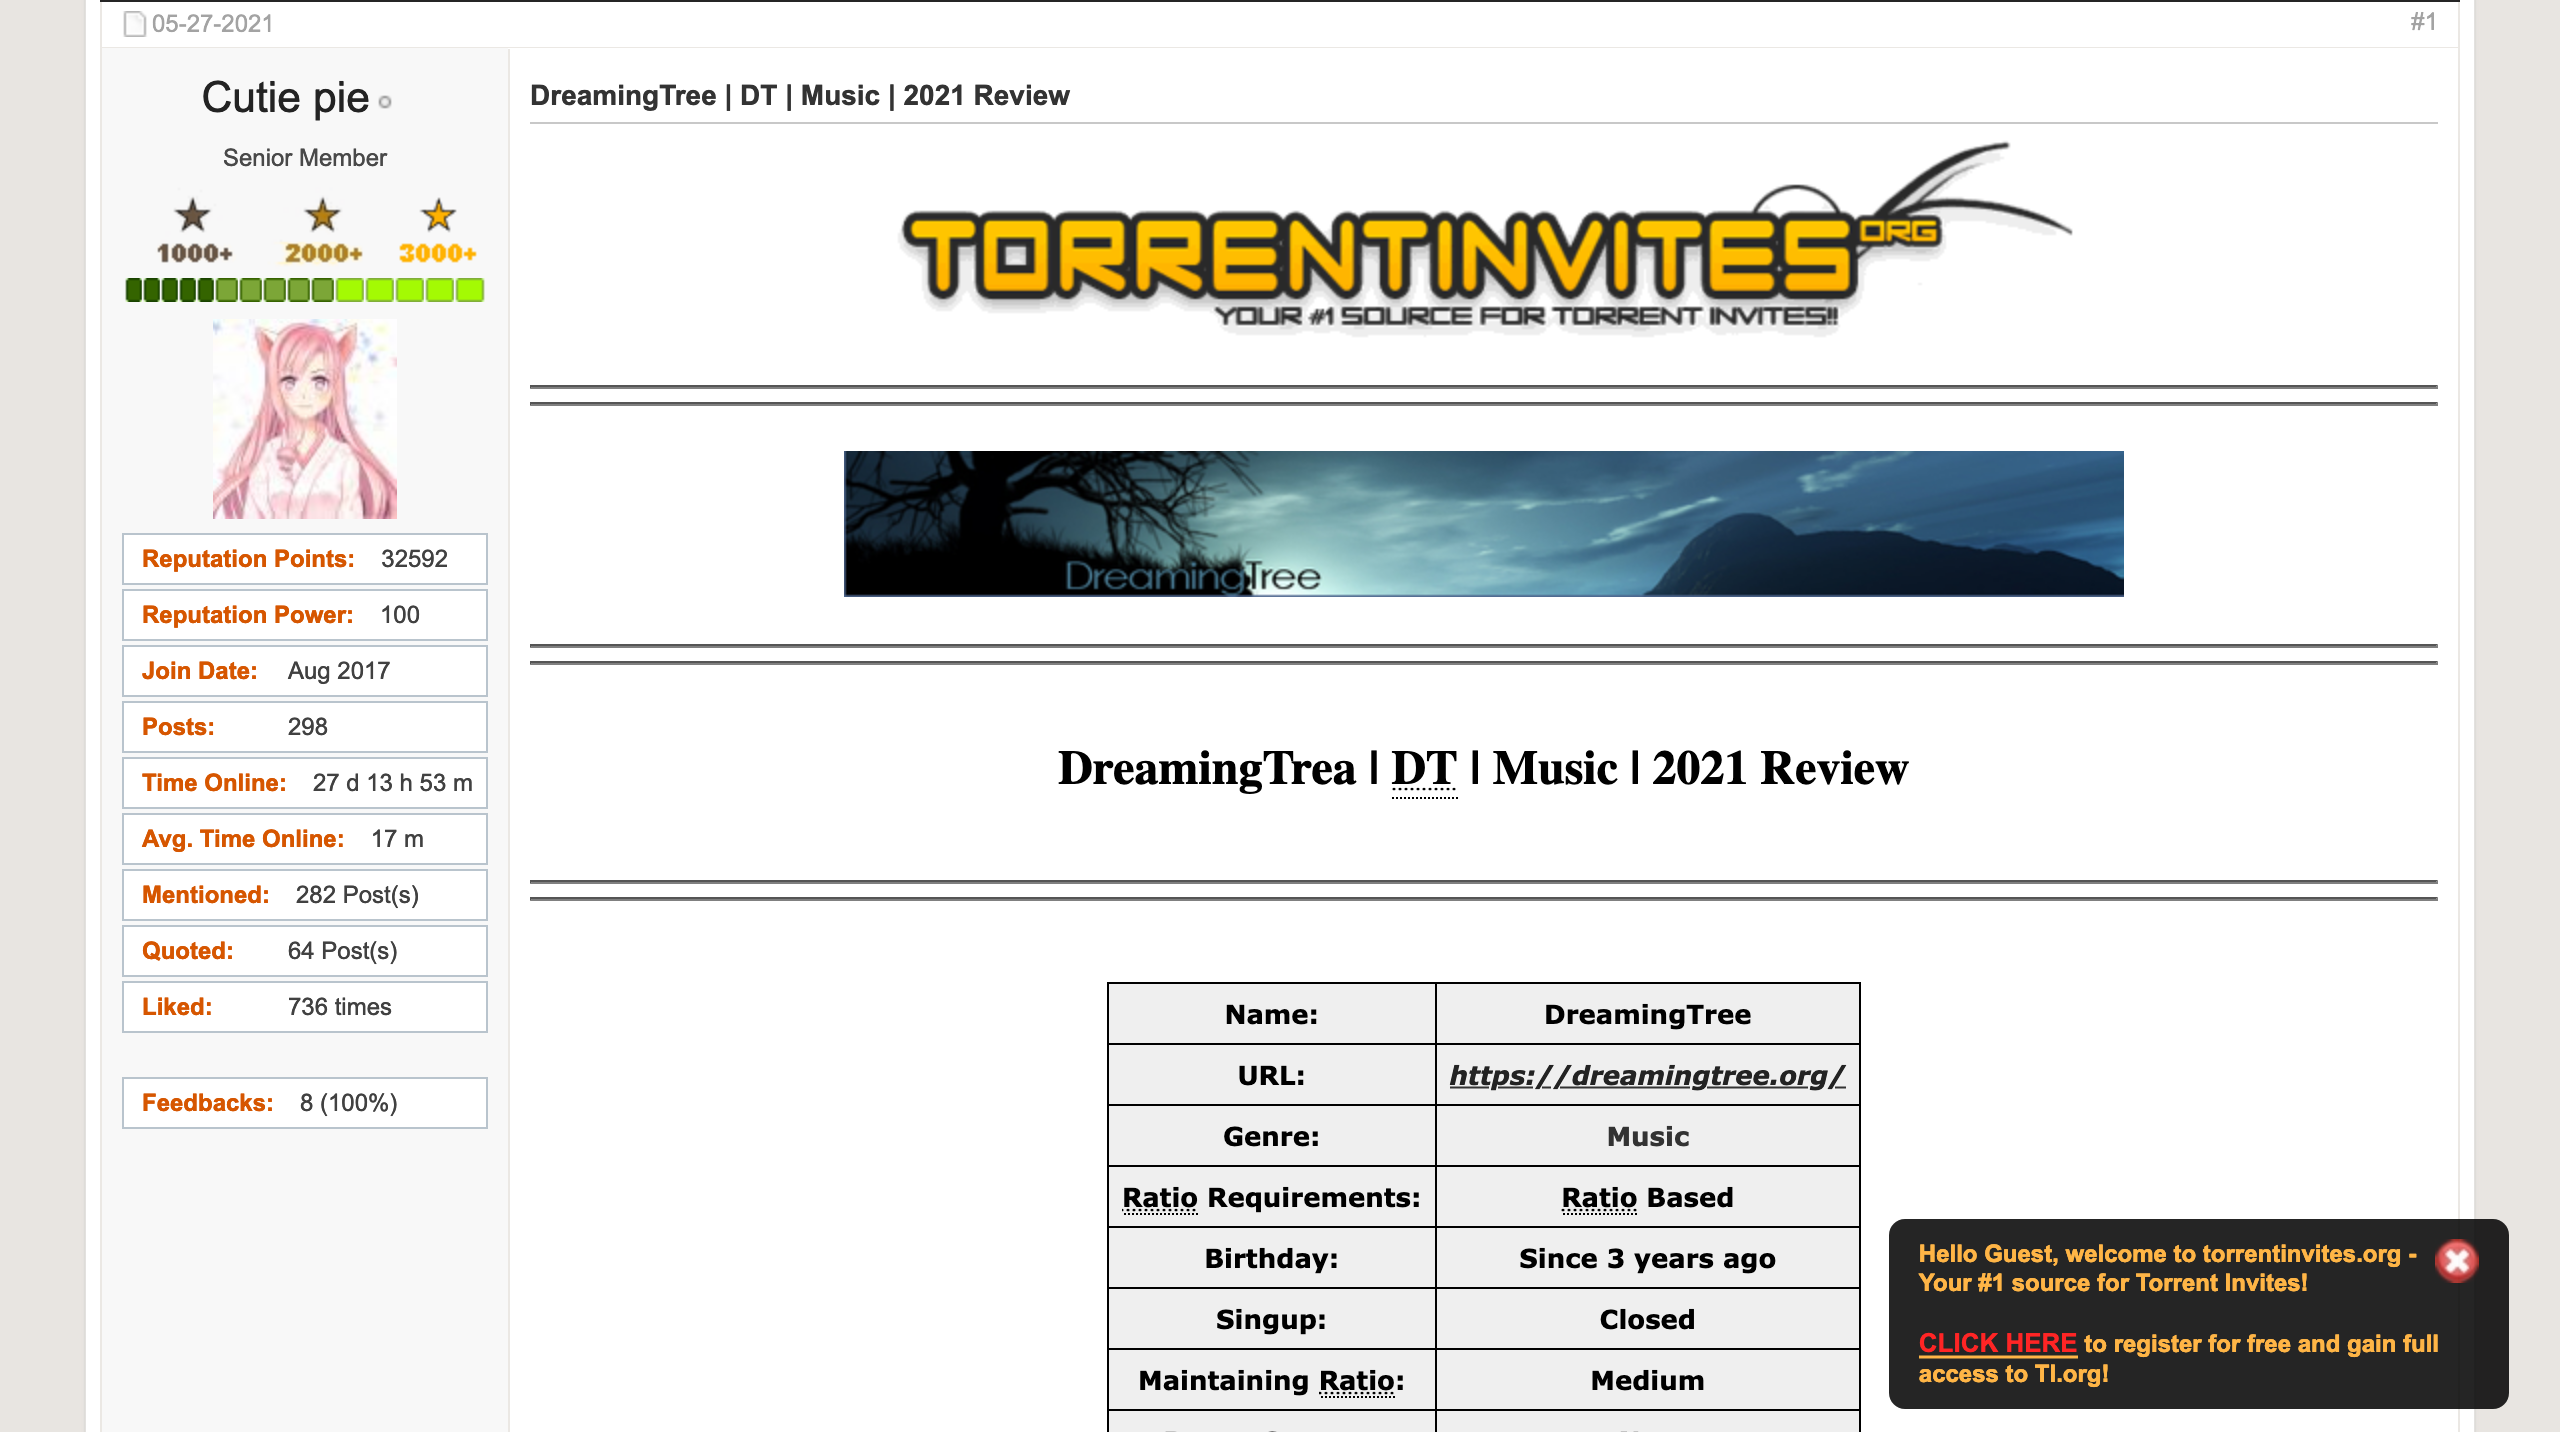 05-27-2021
#1
Cutie pie
Senior Member
1000+ 2000+ 3000+
Reputation Points: 32592
Reputation Power: 100
Join Date: Aug 2017
Posts: 298
Time Online: 27 d 13 h 53 m
Avg. Time Online: 17 m
Mentioned: 282 Post(s)
Quoted: 64 Post(s)
Liked: 736 times
Feedbacks: 8 (100%)
DreamingTree | DT | Music | 2021 Review
TORRENTINVITES ORG
YOUR #1 SOURCE FOR TORRENT INVITES!!
DreamingTree
DreamingTrea | DT | Music | 2021 Review
Name: DreamingTree
URL: https://dreamingtree.org/
Genre: Music
Ratio Requirements: Ratio Based
Birthday: Since 3 years ago
Singup: Closed
Maintaining Ratio: Medium
Hello Guest, welcome to torrentinvites.org -
Your #1 source for Torrent Invites!
CLICK HERE to register for free and gain full
access to TI.org!